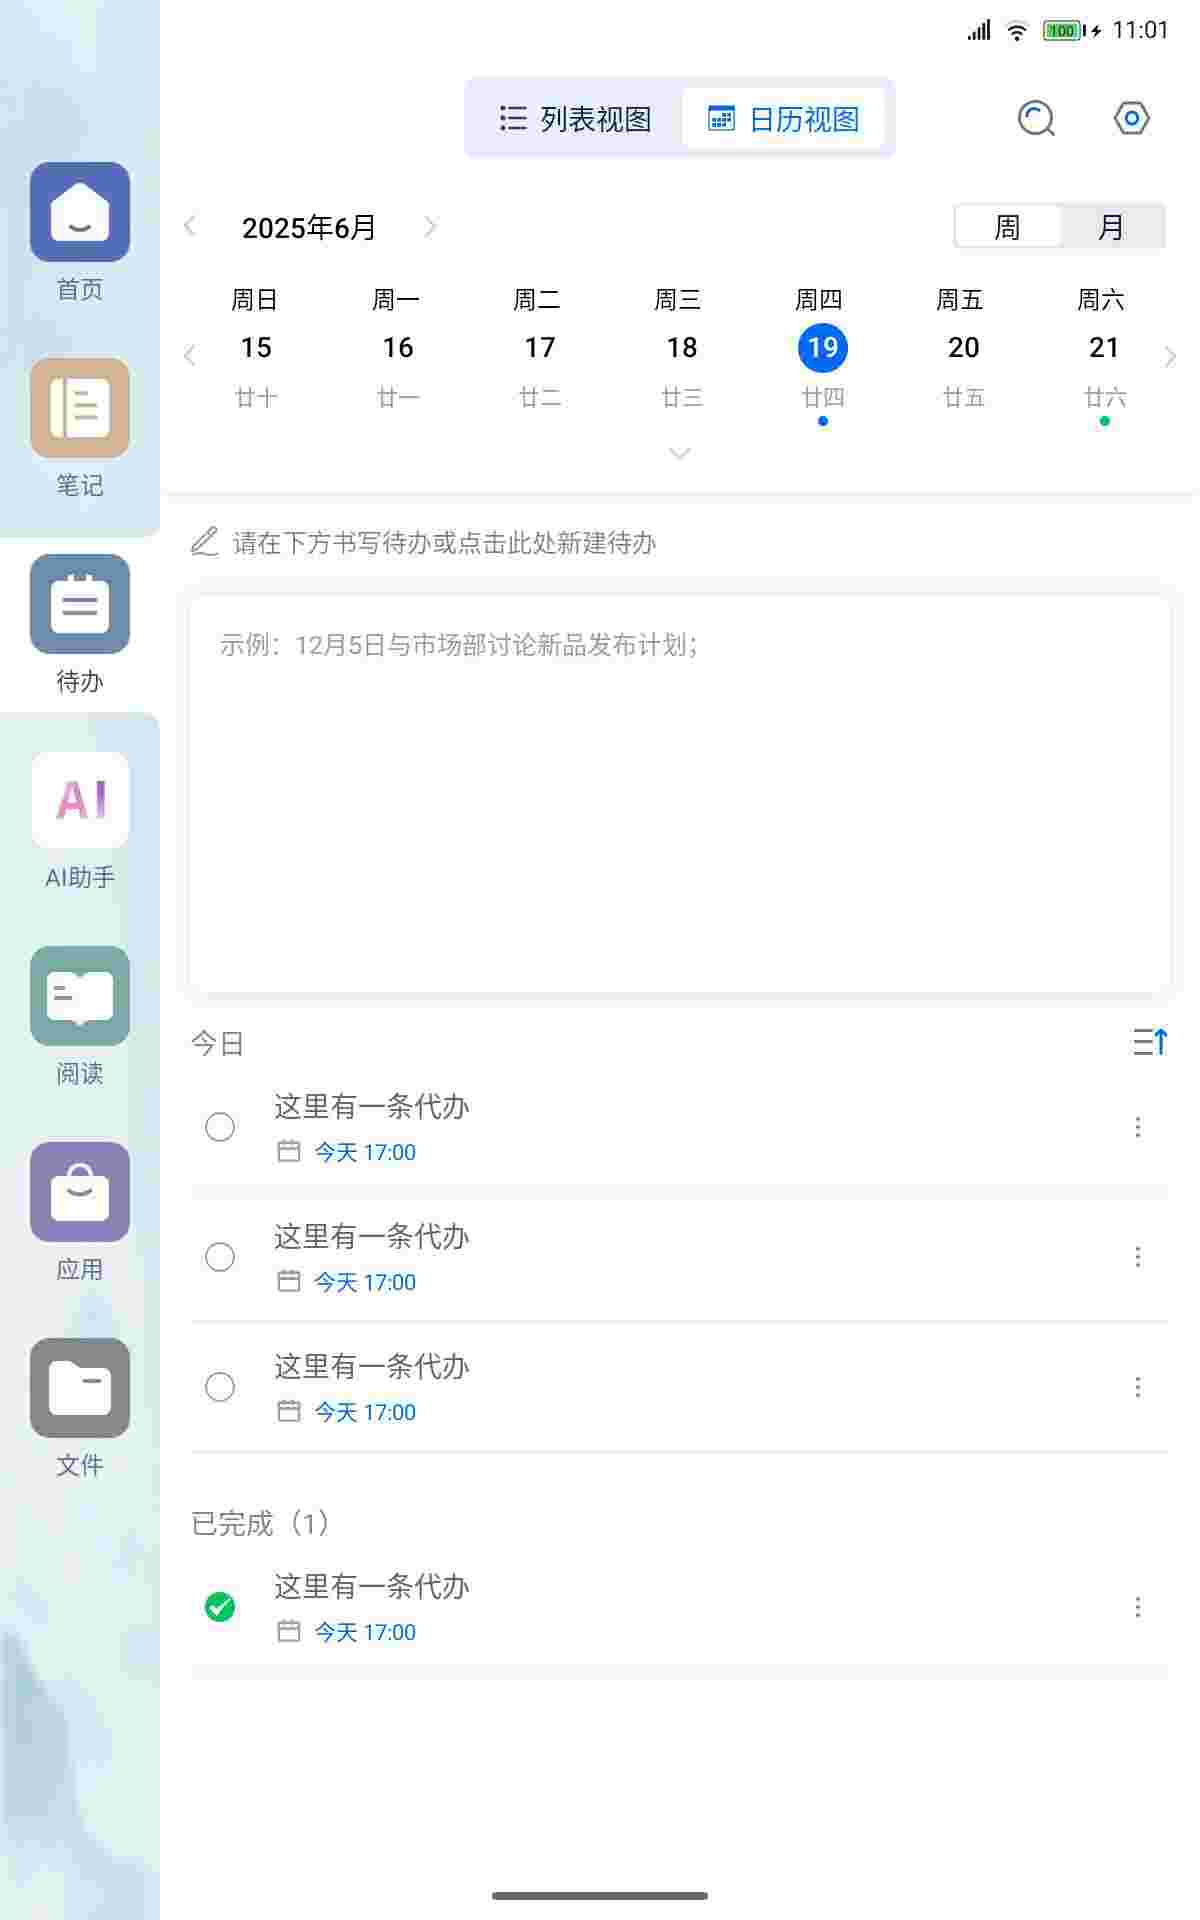 100 11:01
列表视图 日历视图
2025年6月 周 月
周日 周一 周二 周三 周四 周五 周六
15 16 17 18 19 20 21
廿十 廿一 廿二 廿三 廿四 廿五 廿六
请在下方书写待办或点击此处新建待办
示例：12月5日与市场部讨论新品发布计划；
今日
这里有一条代办
今天 17:00
这里有一条代办
今天 17:00
这里有一条代办
今天 17:00
已完成（1）
这里有一条代办
今天 17:00
首页
笔记
待办
AI
AI助手
阅读
应用
文件